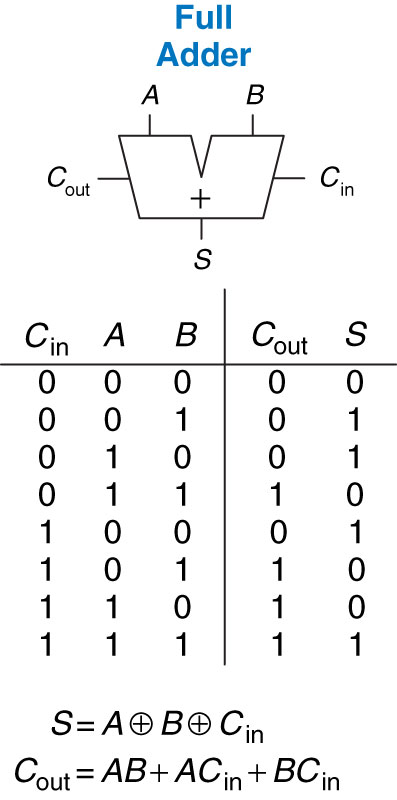 Full
Adder
A B
Cout Cin
+
S
Cin A B Cout S
0 0 0 0 0
0 0 1 0 1
0 1 0 0 1
0 1 1 1 0
1 0 0 0 1
1 0 1 1 0
1 1 0 1 0
1 1 1 1 1
S = A ⊕ B ⊕ Cin
Cout = AB + ACin + BCin